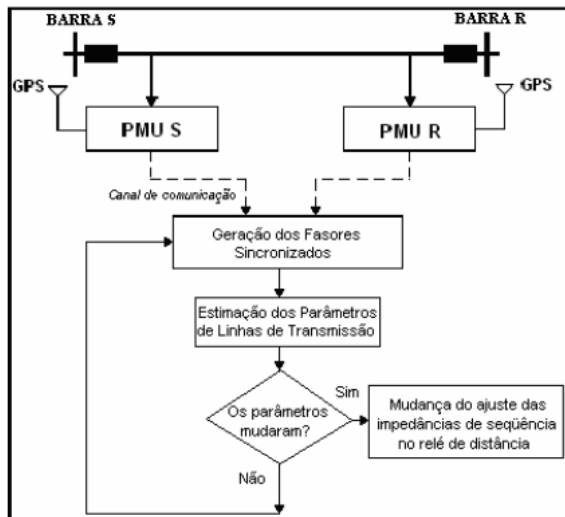 BARRA S
BARRA R
GPS
GPS
PMU S
PMU R
Canal de comunicação
Geração dos Fasores
Sincronizados
Estimação dos Parâmetros
de Linhas de Transmissão
Os parâmetros
mudaram?
Sim
Mudança do ajuste das
impedâncias de seqüência
no relé de distância
Não